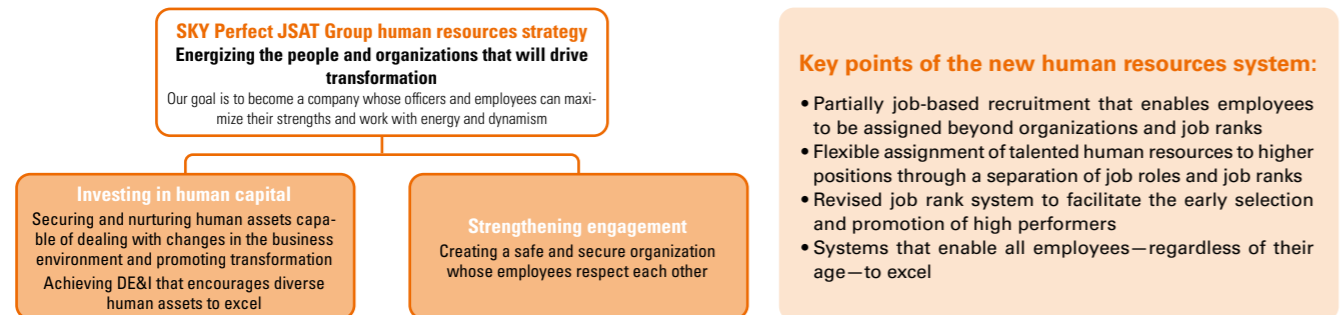 SKY Perfect JSAT Group human resources strategy
Energizing the people and organizations that will drive
transformation
Our goal is to become a company whose officers and employees can maxi-
mize their strengths and work with energy and dynamism
Investing in human capital
Securing and nurturing human assets capa-
ble of dealing with changes in the business
environment and promoting transformation
Achieving DE&I that encourages diverse
human assets to excel
Strengthening engagement
Creating a safe and secure organization
whose employees respect each other
Key points of the new human resources system:
• Partially job-based recruitment that enables employees
to be assigned beyond organizations and job ranks
• Flexible assignment of talented human resources to higher
positions through a separation of job roles and job ranks
• Revised job rank system to facilitate the early selection
and promotion of high performers
• Systems that enable all employees—regardless of their
age—to excel